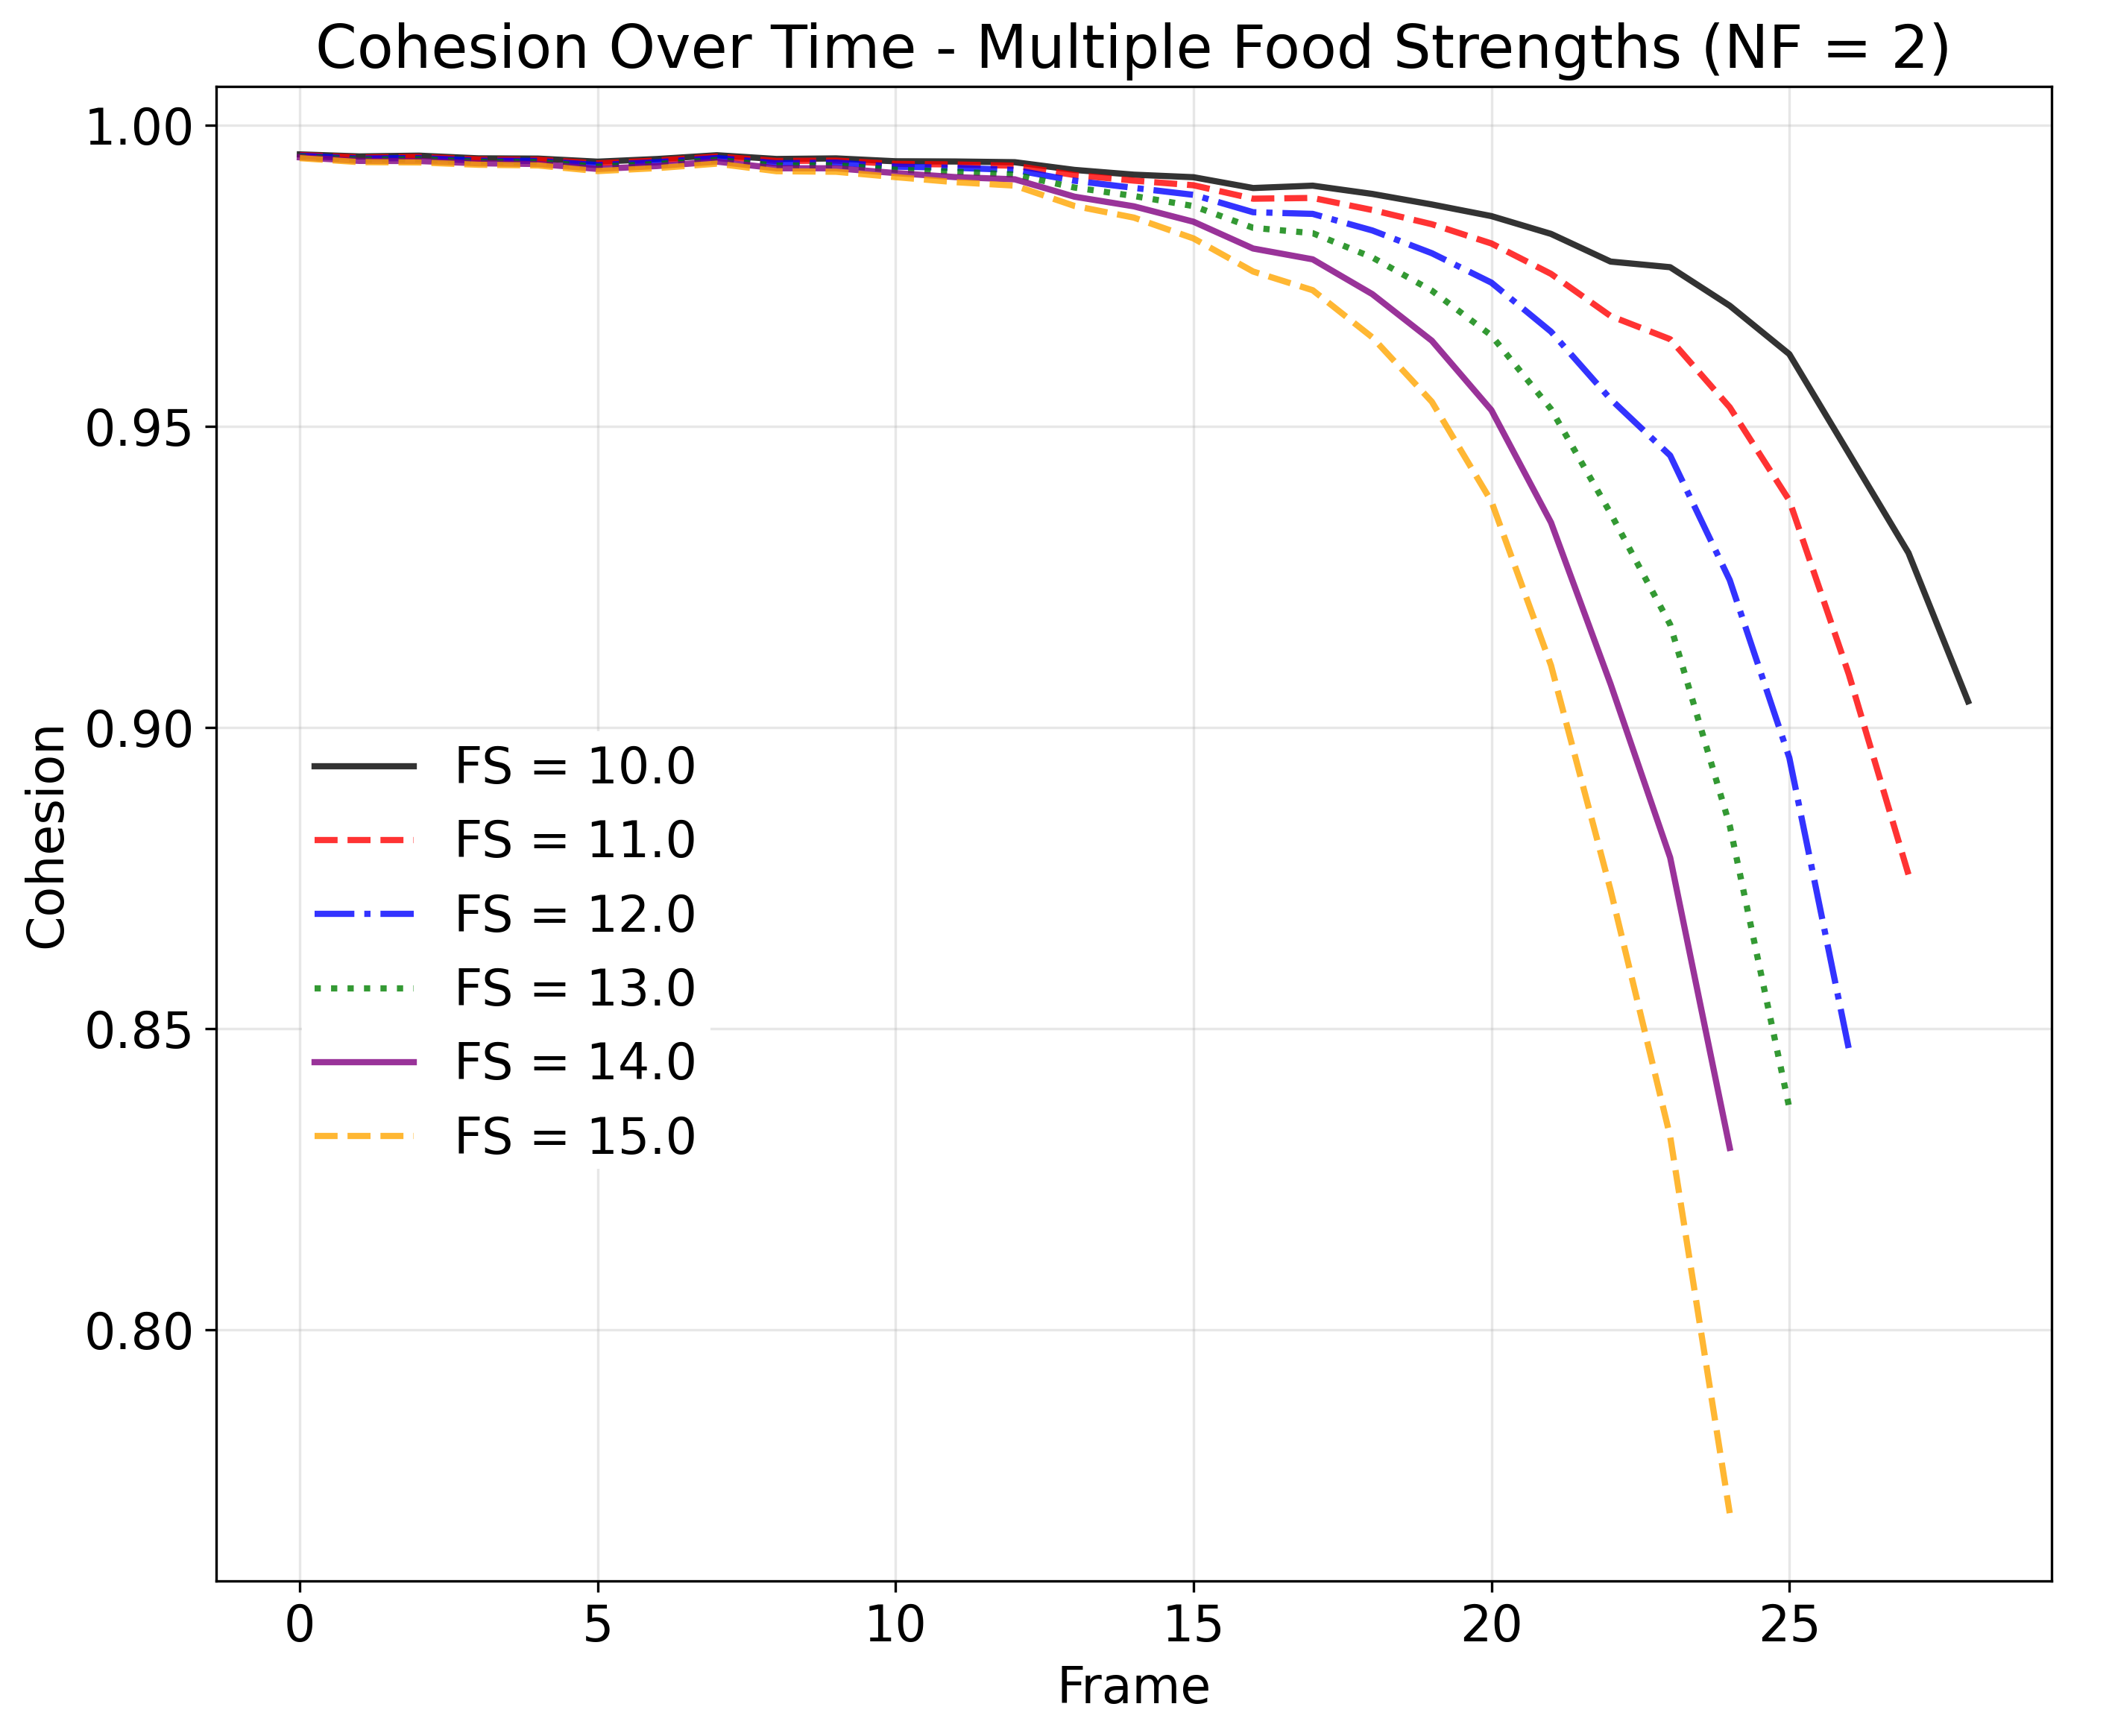 Cohesion Over Time - Multiple Food Strengths (NF = 2)
1.00
0.95
0.90
0.85
0.80
Cohesion
FS = 10.0
FS = 11.0
FS = 12.0
FS = 13.0
FS = 14.0
FS = 15.0
0 5 10 15 20 25
Frame